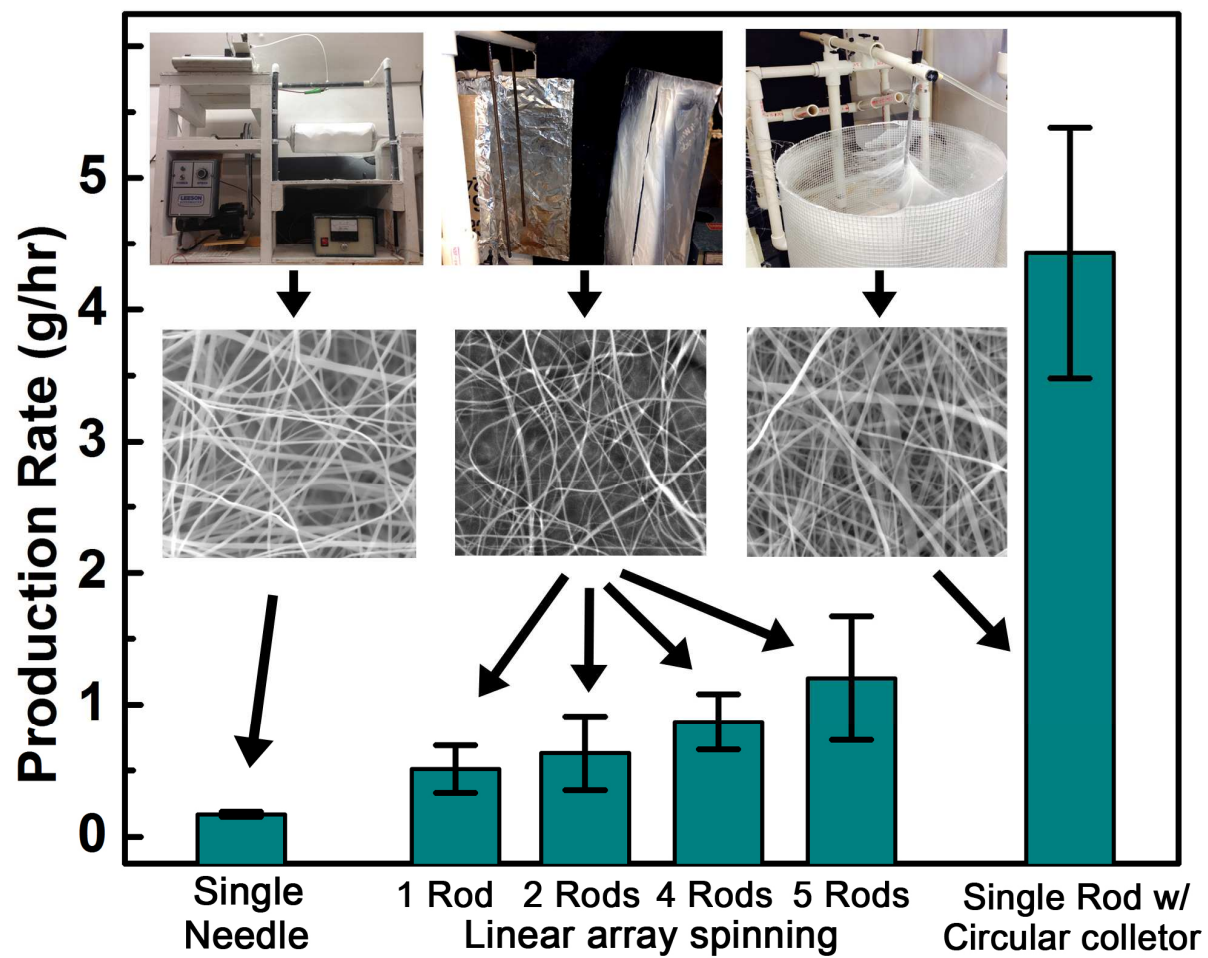 Production Rate (g/hr)
5
4
3
2
1
0
LEESON
Single
Needle
1 Rod 2 Rods 4 Rods 5 Rods
Linear array spinning
Single Rod w/
Circular colletor